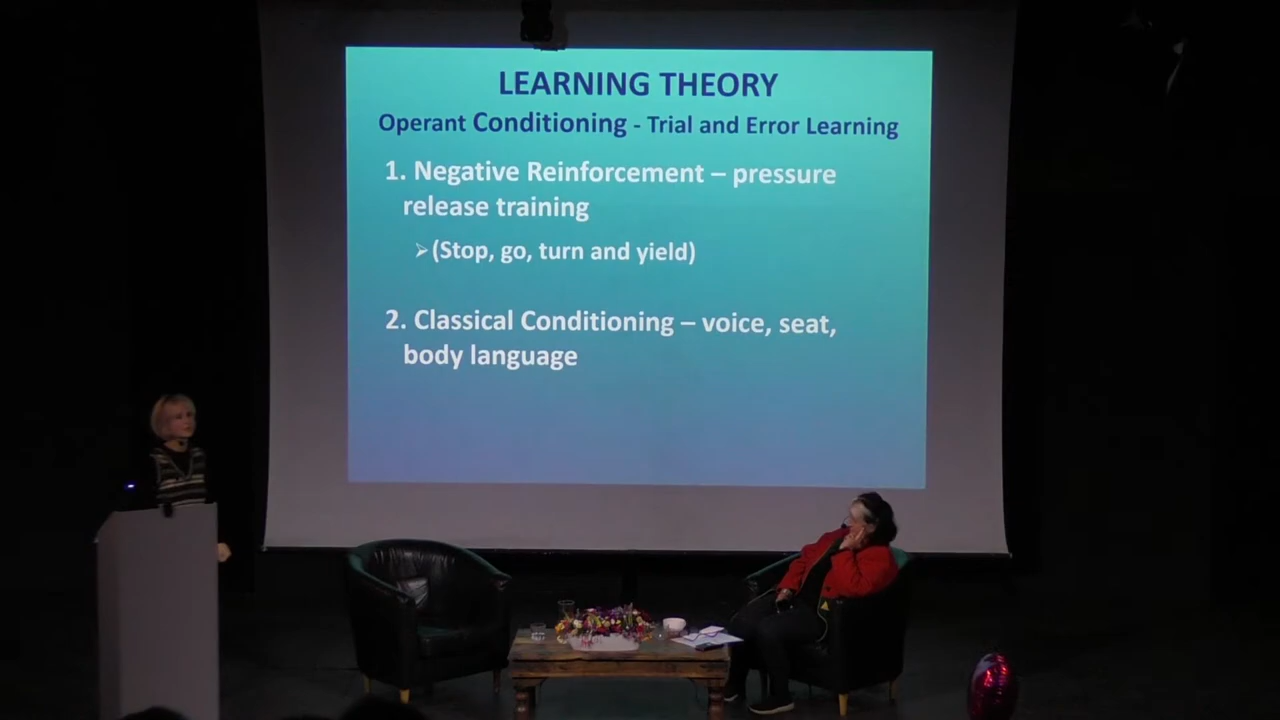 LEARNING THEORY
Operant Conditioning - Trial and Error Learning
1. Negative Reinforcement – pressure
release training
➢(Stop, go, turn and yield)
2. Classical Conditioning – voice, seat,
body language